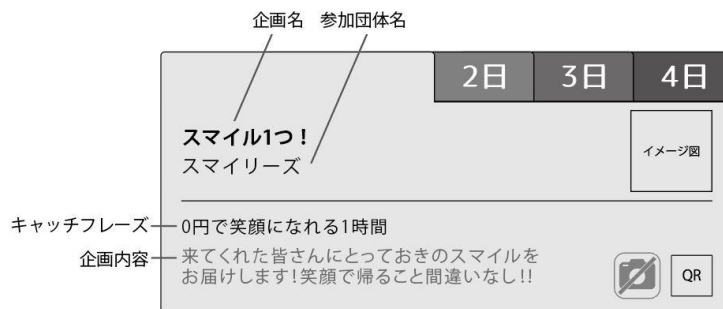 企画名 参加団体名
2日 3日 4日
スマイル1つ!
スマイリーズ
イメージ図
キャッチフレーズ
0円で笑顔になれる1時間
企画内容
来てくれた皆さんにとっておきのスマイルを
お届けします!笑顔で帰ること間違いなし!!
QR